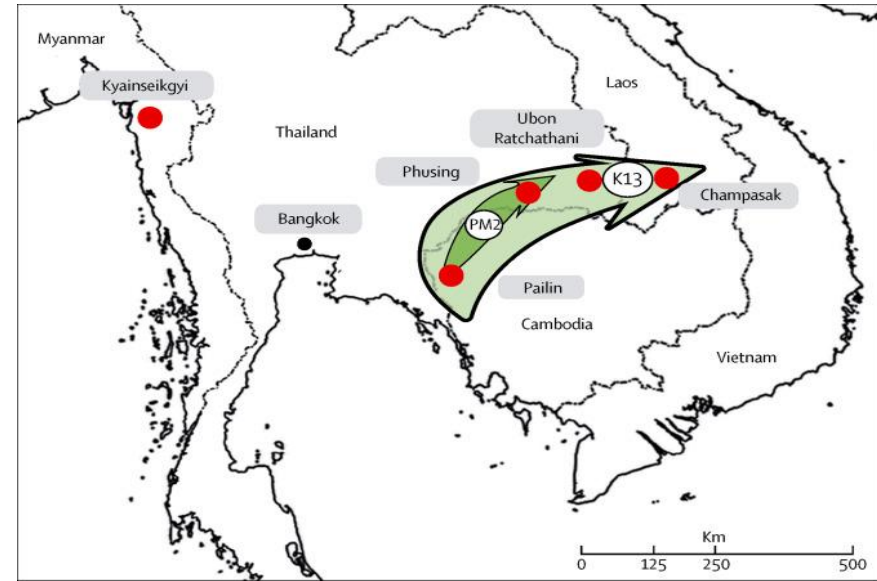 Myanmar
Kyainseikgyi
Thailand
Laos
Ubon
Ratchathani
Phusing
K13
Champasak
Bangkok
PM2
Pailin
Cambodia
Vietnam
Km
0 125 250 500